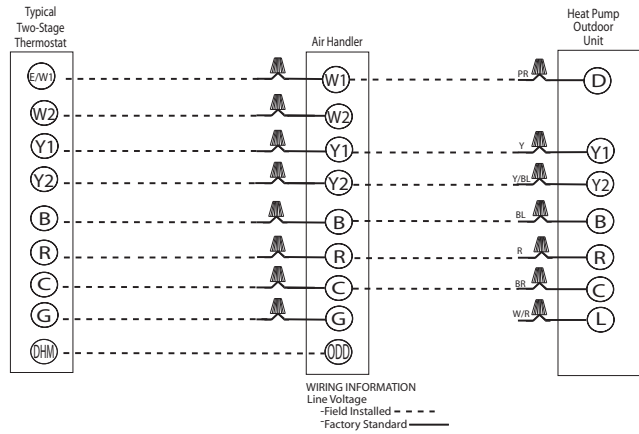 Typical
Two-Stage
Thermostat
Air Handler
Heat Pump
Outdoor
Unit
E/W1 W1 PR D
W2 W2
Y1 Y1 Y Y1
Y2 Y2 Y/BL Y2
B B BL B
R R R R
C C BR C
G G W/R L
DHM ODD
WIRING INFORMATION
Line Voltage
-Field Installed
-Factory Standard